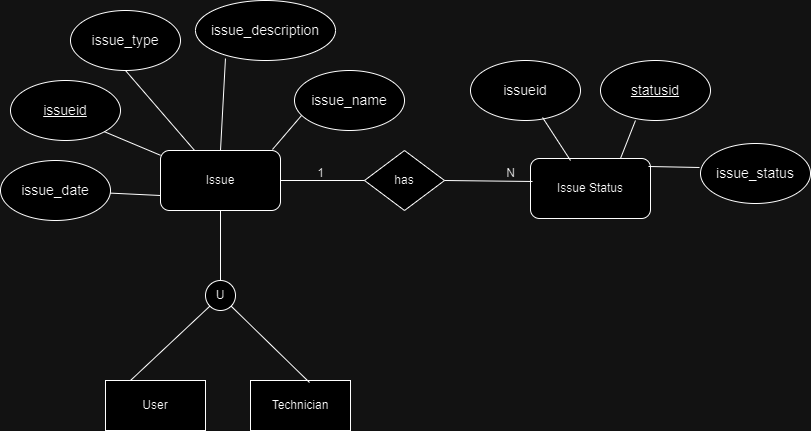 issue_description
issue_type
issueid
statusid
issue_name
issueid
Issue
1
has
N
Issue Status
issue_status
issue_date
U
User
Technician